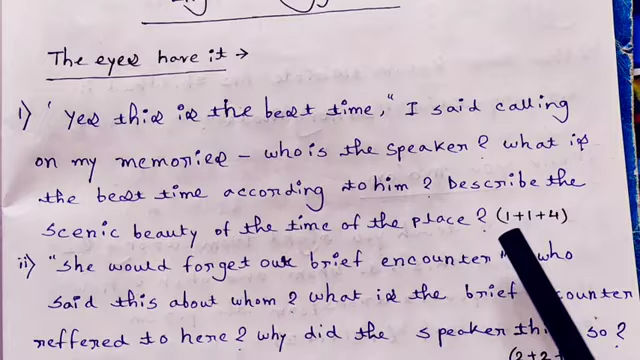 The eyes have it →
i) "Yes this is the best time," I said calling
on my memories – who is the speaker? what is
the best time according to him? Describe the
scenic beauty of the time of the place? (1+1+4)
ii) "She would forget our brief encounter" who
said this about whom? what is the brief encounter
reffered to here? why did the speaker think so?